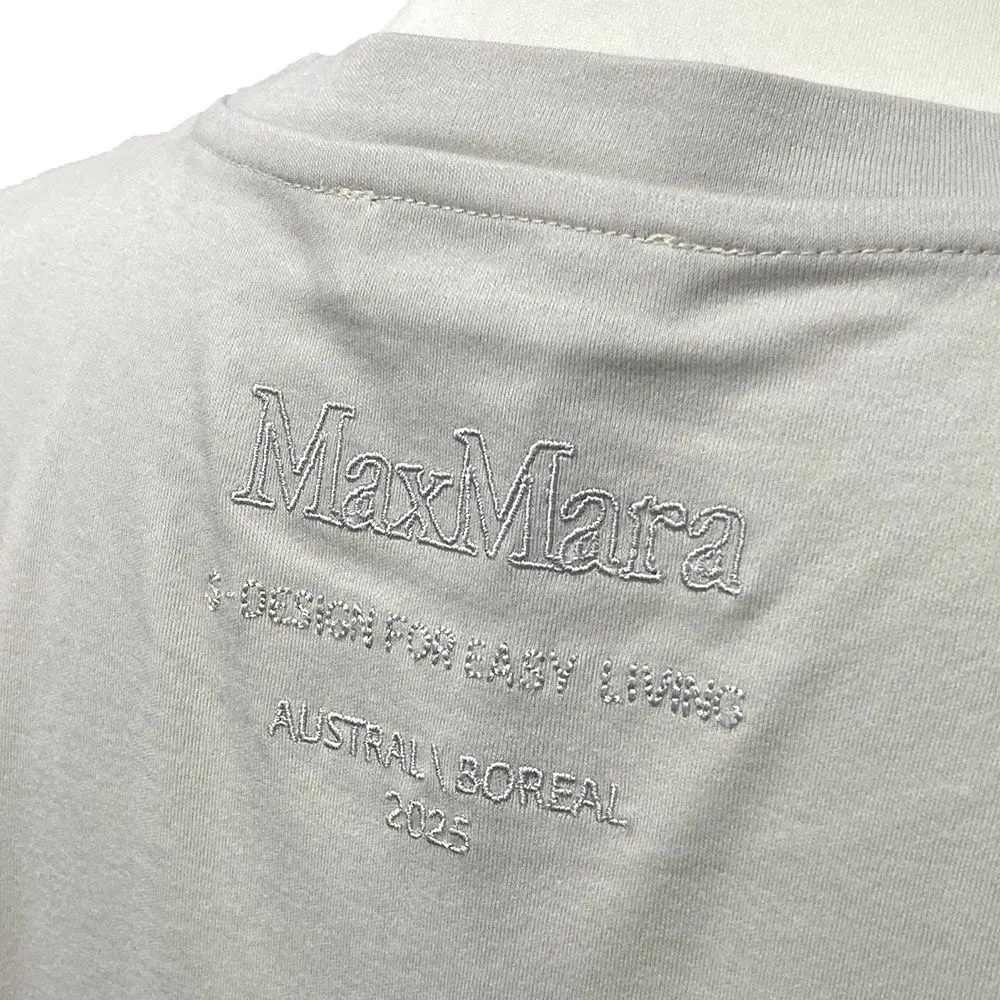 MaxMara
S-DESIGN FOR EASY LIVING
AUSTRAL \ BOREAL
2025